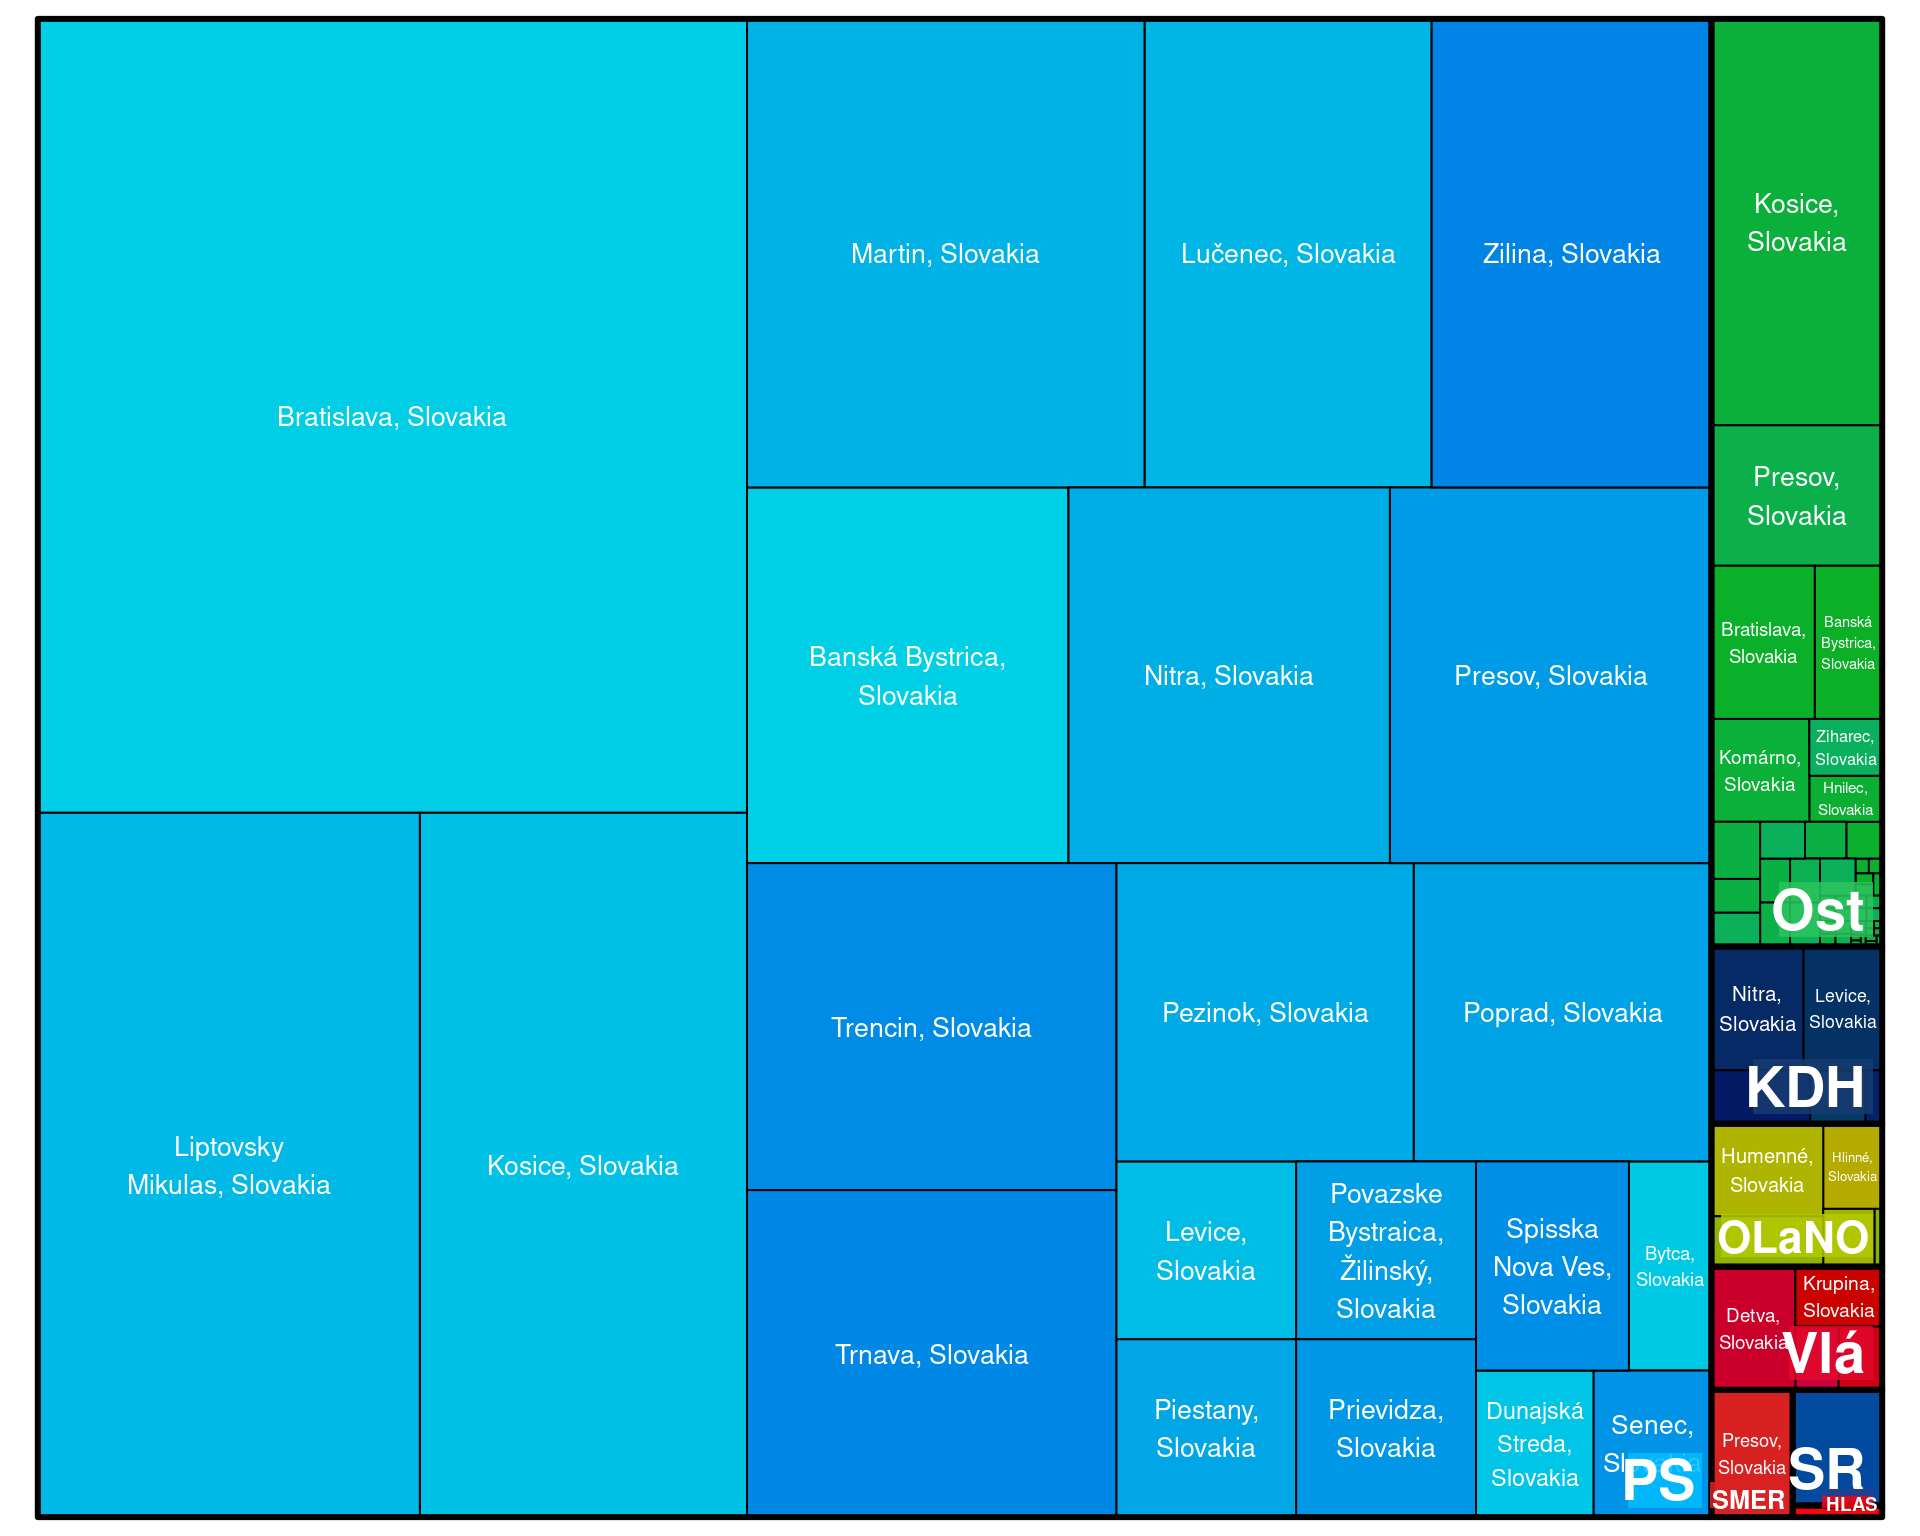 Bratislava, Slovakia
Liptovsky
Mikulas, Slovakia
Kosice, Slovakia
Martin, Slovakia
Lučenec, Slovakia
Zilina, Slovakia
Banská Bystrica,
Slovakia
Nitra, Slovakia
Presov, Slovakia
Trencin, Slovakia
Trnava, Slovakia
Pezinok, Slovakia
Poprad, Slovakia
Levice,
Slovakia
Povazske
Bystraica,
Žilinský,
Slovakia
Spisska
Nova Ves,
Slovakia
Bytca,
Slovakia
Piestany,
Slovakia
Prievidza,
Slovakia
Dunajská
Streda,
Slovakia
Senec,
Slovakia
PS
Kosice,
Slovakia
Presov,
Slovakia
Bratislava,
Slovakia
Banská
Bystrica,
Slovakia
Komárno,
Slovakia
Ziharec,
Slovakia
Hnilec,
Slovakia
Ost
Nitra,
Slovakia
Levice,
Slovakia
KDH
Humenné,
Slovakia
Hlinné,
Slovakia
OLaNO
Detva,
Slovakia
Krupina,
Slovakia
Vlá
Presov,
Slovakia
SMER
SR
HLAS